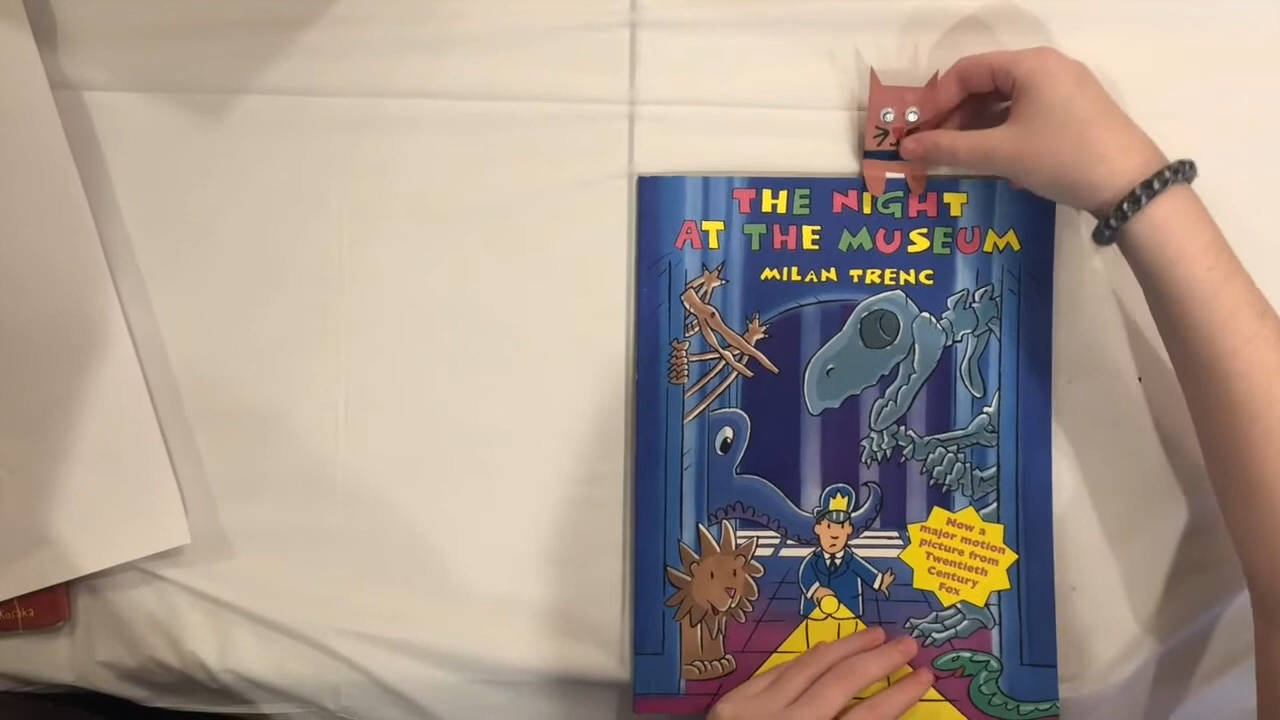 THE NIGHT
AT THE MUSEUM
MILAN TRENC
Now a
major motion
picture from
Twentieth
Century
Fox